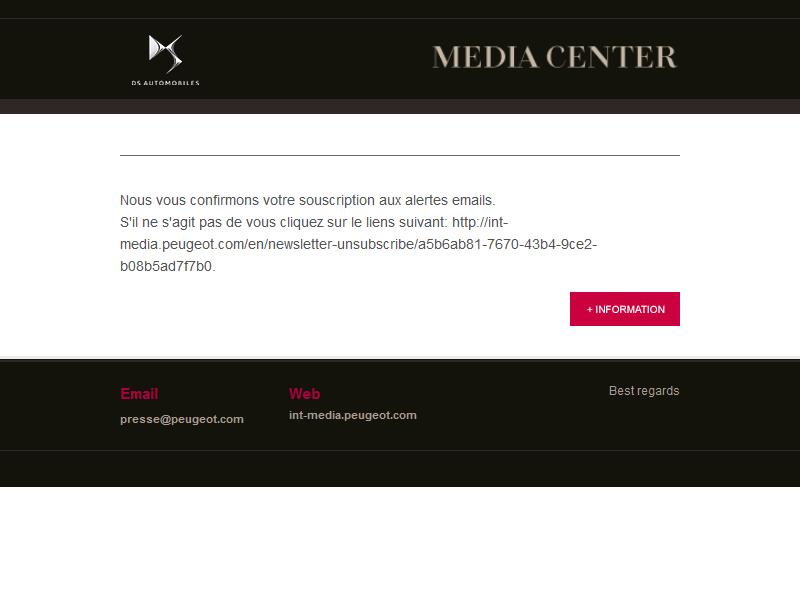 DS AUTOMOBILES
MEDIA CENTER
Nous vous confirmons votre souscription aux alertes emails.
S'il ne s'agit pas de vous cliquez sur le liens suivant: http://int-
media.peugeot.com/en/newsletter-unsubscribe/a5b6ab81-7670-43b4-9ce2-
b08b5ad7f7b0.
+ INFORMATION
Email
presse@peugeot.com
Web
int-media.peugeot.com
Best regards